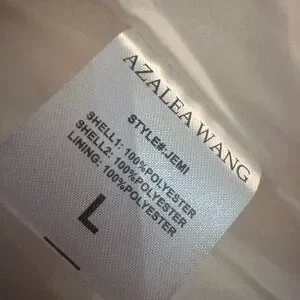 AZALEA WANG
STYLE#:JEMI
SHELL1: 100%POLYESTER
SHELL2: 100%POLYESTER
LINING: 100%POLYESTER
L